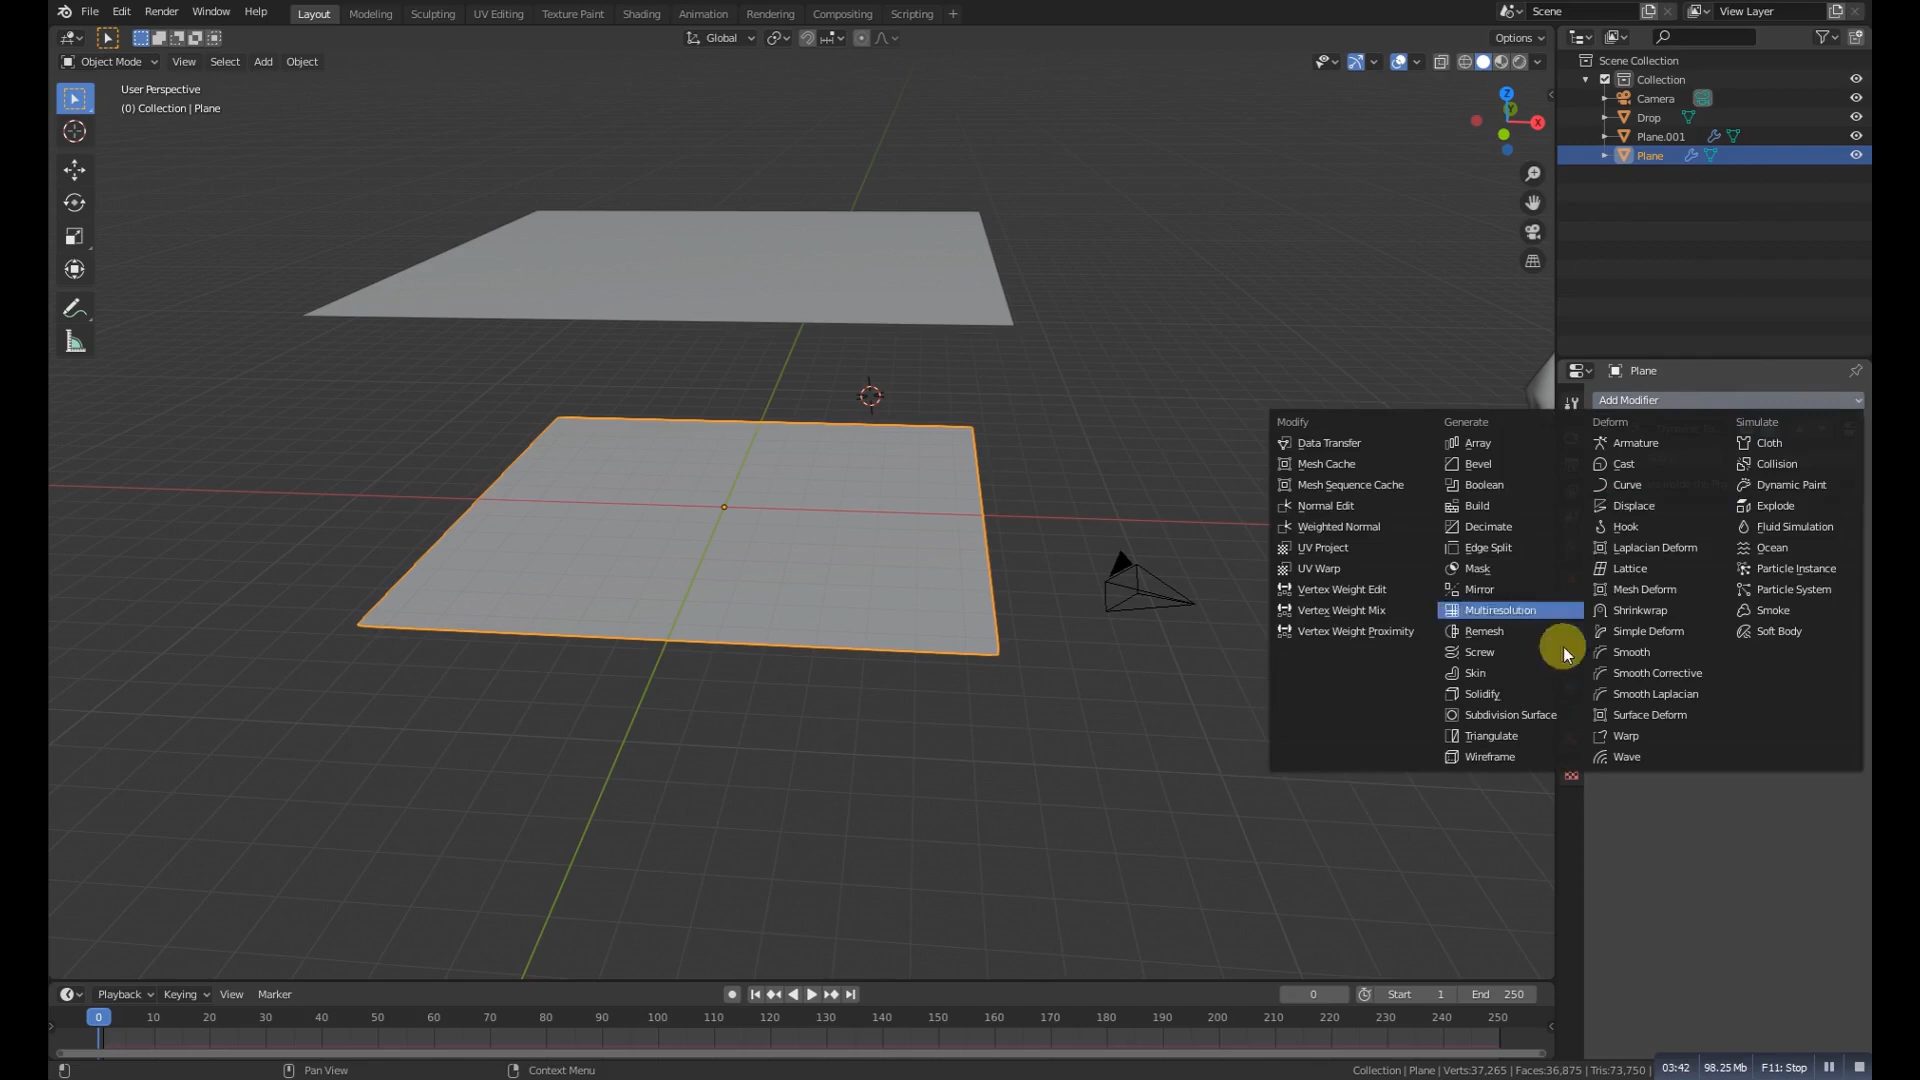 File Edit Render Window Help Layout Modeling Sculpting UV Editing Texture Paint Shading Animation Rendering Compositing Scripting + Scene View Layer
Global Options
Object Mode View Select Add Object
User Perspective
(0) Collection | Plane
Z
X
Scene Collection
Collection
Camera
Drop
Plane.001
Plane
Plane
Add Modifier
Modify Generate Deform Simulate
Data Transfer Array Armature Cloth
Mesh Cache Bevel Cast Collision
Mesh Sequence Cache Boolean Curve Dynamic Paint
Normal Edit Build Displace Explode
Weighted Normal Decimate Hook Fluid Simulation
UV Project Edge Split Laplacian Deform Ocean
UV Warp Mask Lattice Particle Instance
Vertex Weight Edit Mirror Mesh Deform Particle System
Vertex Weight Mix Multiresolution Shrinkwrap Smoke
Vertex Weight Proximity Remesh Simple Deform Soft Body
Screw Smooth
Skin Smooth Corrective
Solidify Smooth Laplacian
Subdivision Surface Surface Deform
Triangulate Warp
Wireframe Wave
Playback Keying View Marker 0 Start 1 End 250
0 10 20 30 40 50 60 70 80 90 100 110 120 130 140 150 160 170 180 190 200 210 220 230 240 250
Pan View Context Menu Collection | Plane | Verts:37,265 | Faces:36,875 | Tris:73,750 | 03:42 98.25 Mb F11: Stop